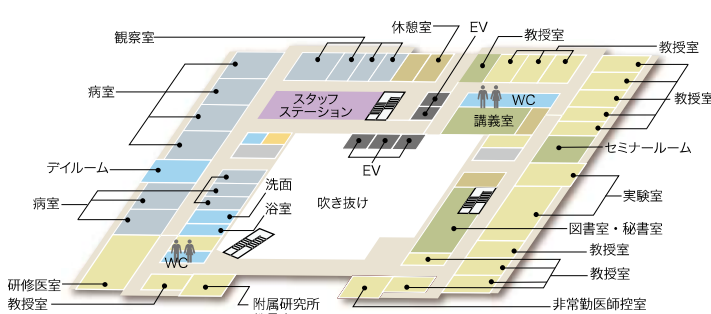 休憩室
EV
教授室
観察室
教授室
病室
スタッフ
ステーション
WC
教授室
講義室
セミナールーム
デイルーム
EV
洗面
実験室
病室
浴室
吹き抜け
図書室・秘書室
教授室
WC
教授室
研修医室
教授室
附属研究所
非常勤医師控室